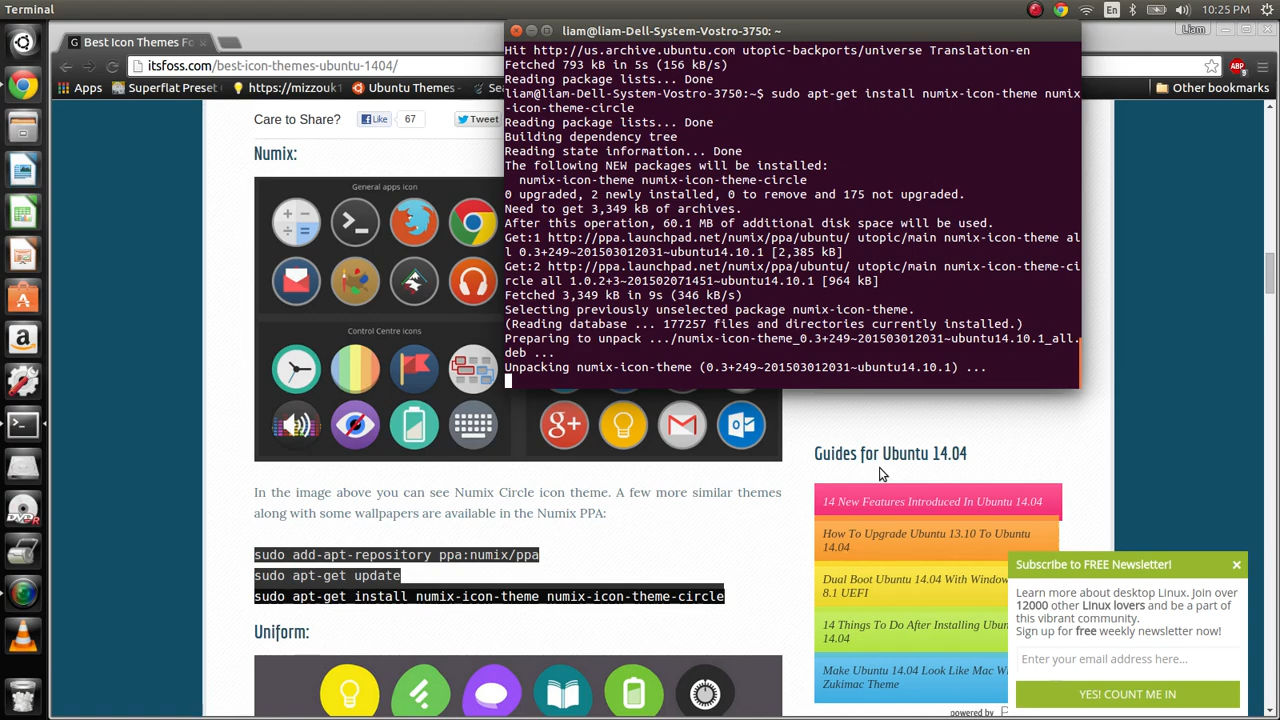 Terminal
En
10:25 PM
liam@liam-Dell-System-Vostro-3750: ~
Best Icon Themes F
Liam
itsfoss.com/best-icon-themes-ubuntu-1404/
ABP
9
Apps
Superflat Preset
https://mizzouk1
Ubuntu Themes
Other bookmarks
Hit http://us.archive.ubuntu.com utopic-backports/universe Translation-en
Fetched 793 kB in 5s (156 kB/s)
Reading package lists... Done
liam@liam-Dell-System-Vostro-3750:~$ sudo apt-get install numix-icon-theme numix
-icon-theme-circle
Reading package lists... Done
Building dependency tree
Reading state information... Done
The following NEW packages will be installed:
numix-icon-theme numix-icon-theme-circle
0 upgraded, 2 newly installed, 0 to remove and 175 not upgraded.
Need to get 3,349 kB of archives.
After this operation, 60.1 MB of additional disk space will be used.
Get:1 http://ppa.launchpad.net/numix/ppa/ubuntu/ utopic/main numix-icon-theme al
l 0.3+249~201503012031~ubuntu14.10.1 [2,385 kB]
Get:2 http://ppa.launchpad.net/numix/ppa/ubuntu/ utopic/main numix-icon-theme-ci
rcle all 1.0.2+3~201502071451~ubuntu14.10.1 [964 kB]
Fetched 3,349 kB in 9s (346 kB/s)
Selecting previously unselected package numix-icon-theme.
(Reading database ... 177257 files and directories currently installed.)
Preparing to unpack .../numix-icon-theme_0.3+249~201503012031~ubuntu14.10.1_all.
deb ...
Unpacking numix-icon-theme (0.3+249~201503012031~ubuntu14.10.1) ...
Care to Share?
Like
67
Tweet
Numix:
General apps icon
Control Centre icons
In the image above you can see Numix Circle icon theme. A few more similar themes
along with some wallpapers are available in the Numix PPA:
sudo add-apt-repository ppa:numix/ppa
sudo apt-get update
sudo apt-get install numix-icon-theme numix-icon-theme-circle
Uniform:
Guides for Ubuntu 14.04
14 New Features Introduced In Ubuntu 14.04
How To Upgrade Ubuntu 13.10 To Ubuntu
14.04
Dual Boot Ubuntu 14.04 With Window
8.1 UEFI
14 Things To Do After Installing Ubun
14.04
Make Ubuntu 14.04 Look Like Mac Wi
Zukimac Theme
powered by
Subscribe to FREE Newsletter!
×
Learn more about desktop Linux. Join over
12000 other Linux lovers and be a part of
this vibrant community.
Sign up for free weekly newsletter now!
Enter your email address here...
YES! COUNT ME IN